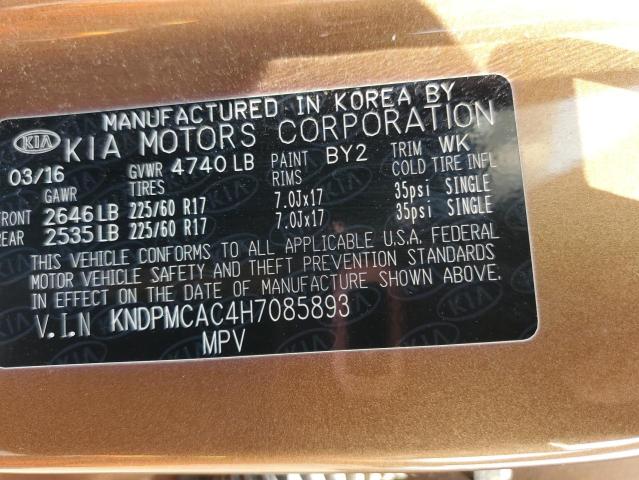 MANUFACTURED IN KOREA BY
KIA KIA MOTORS CORPORATION
03/16 GVWR 4740 LB PAINT BY2 TRIM WK
GAWR TIRES RIMS COLD TIRE INFL
FRONT 2646 LB 225/60 R17 7.0Jx17 35psi SINGLE
REAR 2535 LB 225/60 R17 7.0Jx17 35psi SINGLE
THIS VEHICLE CONFORMS TO ALL APPLICABLE U.S.A. FEDERAL
MOTOR VEHICLE SAFETY AND THEFT PREVENTION STANDARDS
IN EFFECT ON THE DATE OF MANUFACTURE SHOWN ABOVE.
V.I.N KNDPMCAC4H7085893
MPV